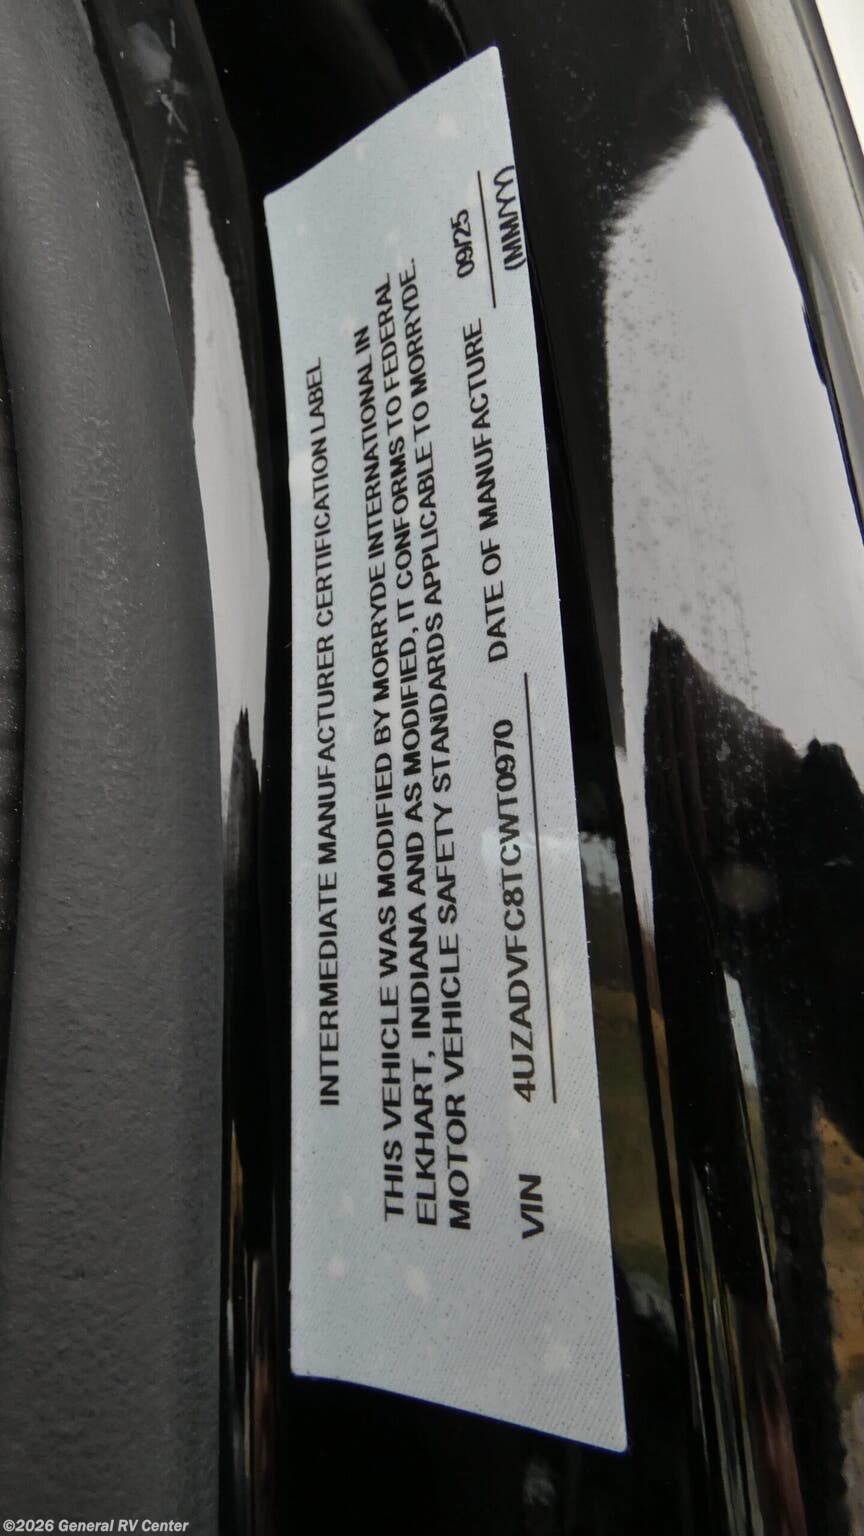 INTERMEDIATE MANUFACTURER CERTIFICATION LABEL
THIS VEHICLE WAS MODIFIED BY MORRYDE INTERNATIONAL IN
ELKHART, INDIANA AND AS MODIFIED, IT CONFORMS TO FEDERAL
MOTOR VEHICLE SAFETY STANDARDS APPLICABLE TO MORRYDE.
VIN 4UZADVFC8TCWT0970 DATE OF MANUFACTURE 09/25
(MM/YY)
©2026 General RV Center